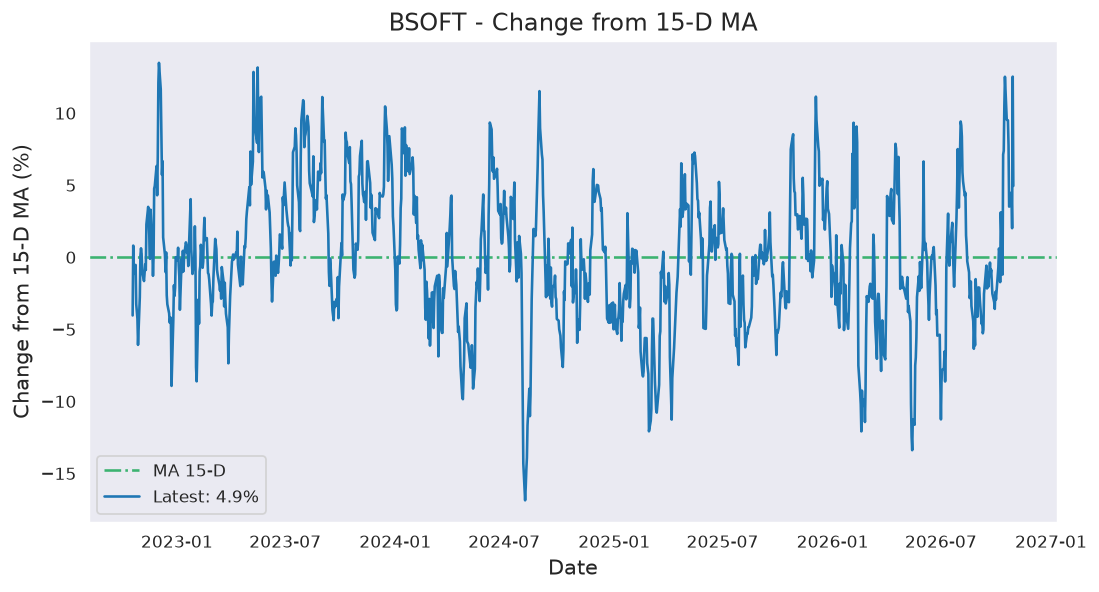 BSOFT - Change from 15-D MA
Change from 15-D MA (%)
10
5
0
−5
−10
−15
MA 15-D
Latest: 4.9%
2023-01 2023-07 2024-01 2024-07 2025-01 2025-07 2026-01 2026-07 2027-01
Date